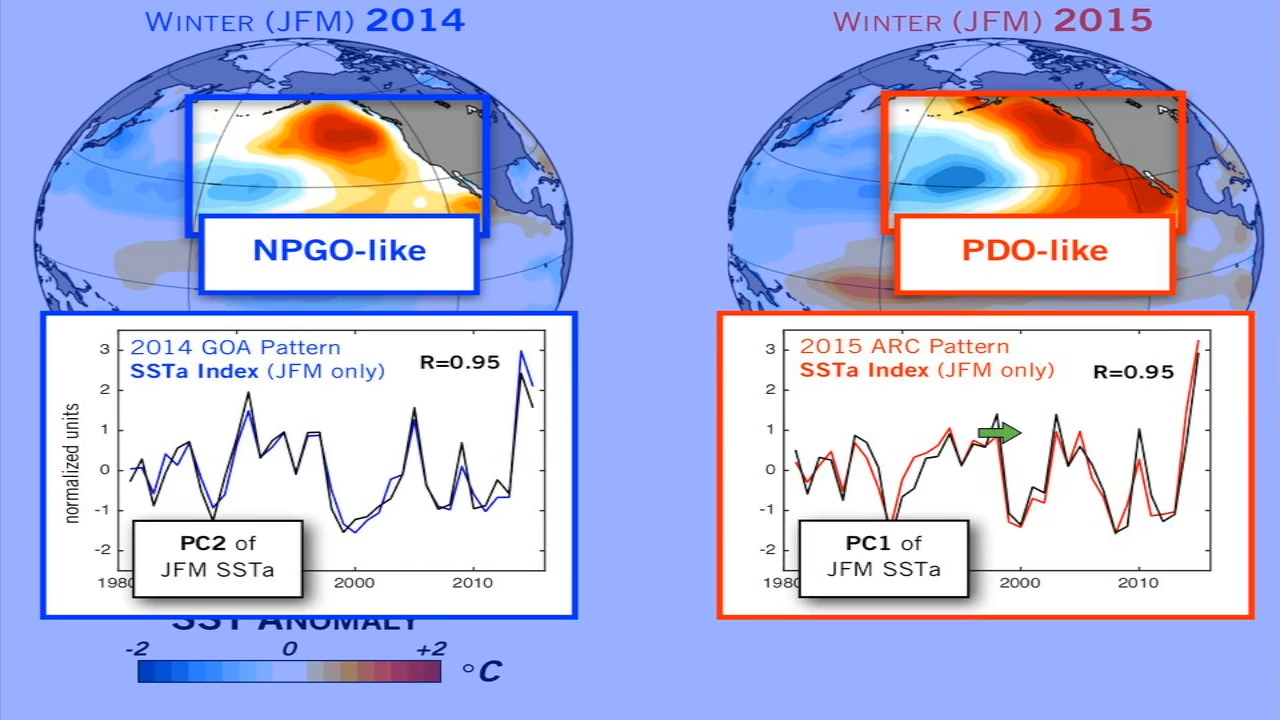 WINTER (JFM) 2014
WINTER (JFM) 2015
NPGO-like
PDO-like
2014 GOA Pattern
SSTa Index (JFM only)
R=0.95
normalized units
3
2
1
0
-1
-2
PC2 of
JFM SSTa
1980
2000
2010
2015 ARC Pattern
SSTa Index (JFM only)
R=0.95
3
2
1
0
-1
-2
PC1 of
JFM SSTa
1980
2000
2010
SST ANOMALY
-2 0 +2
°C